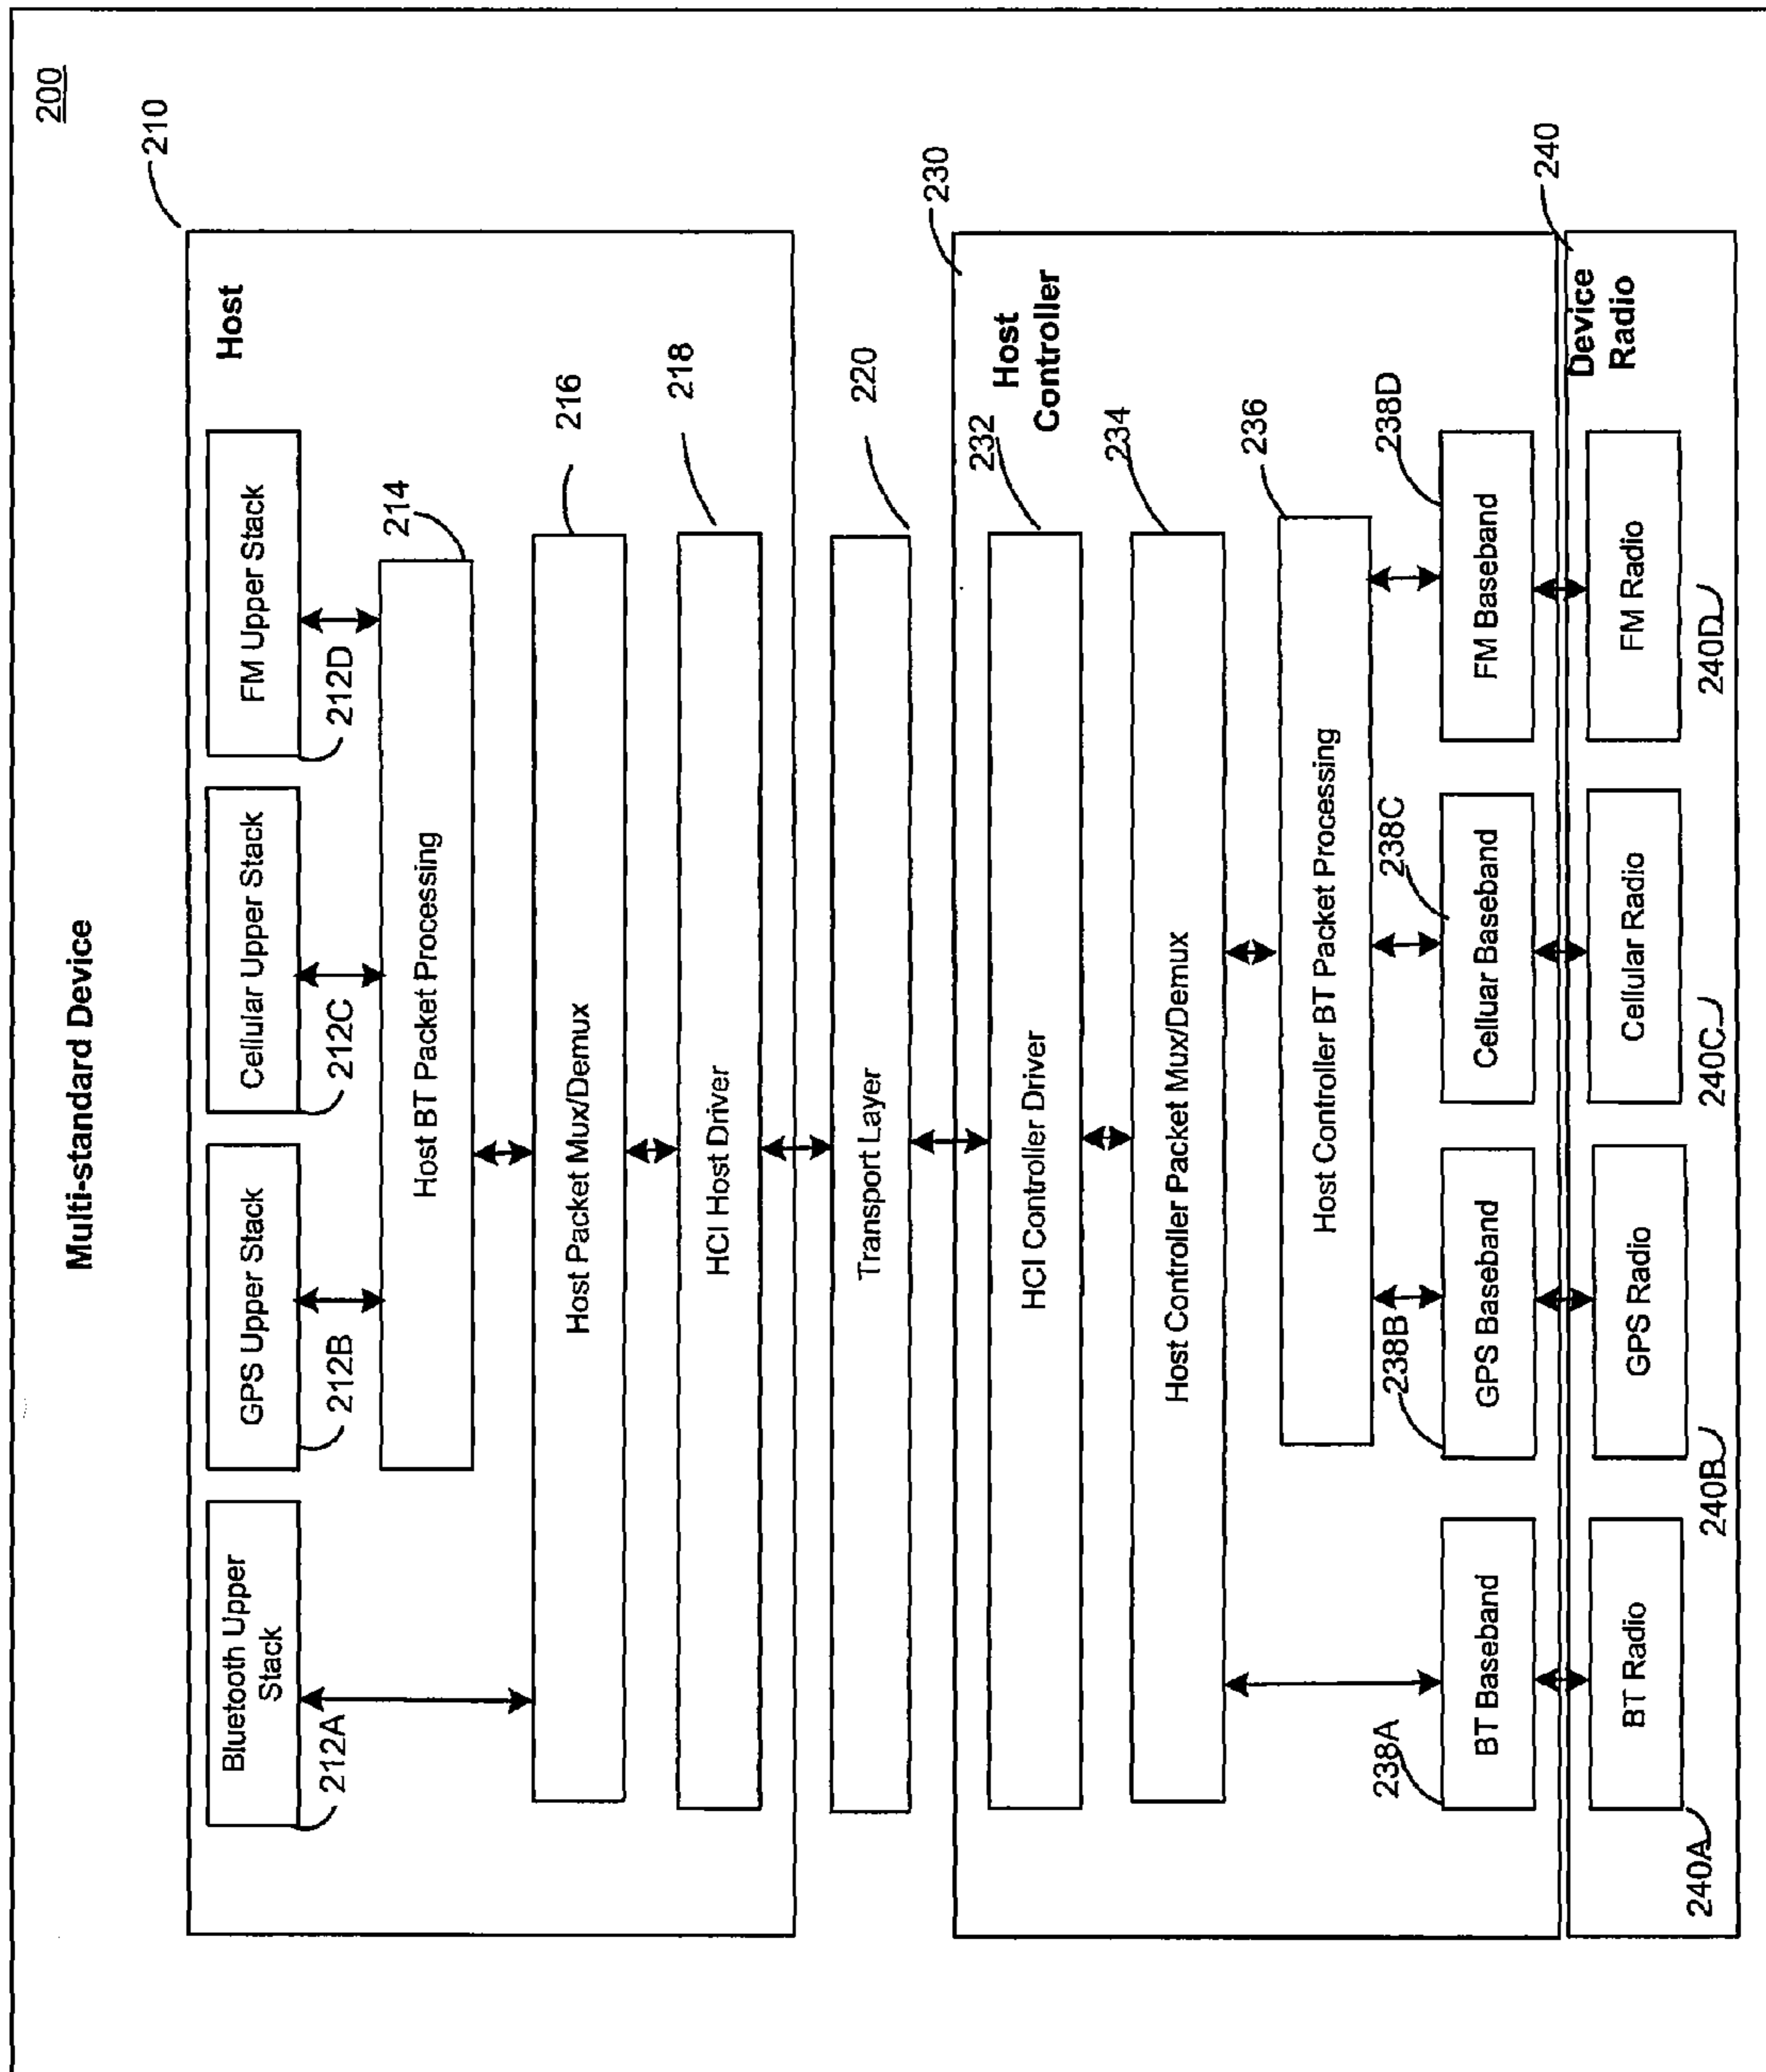 Multi-standard Device
200
210
Host
Bluetooth Upper
Stack
GPS Upper Stack
Cellular Upper Stack
FM Upper Stack
212A
212B
212C
212D
214
Host BT Packet Processing
216
Host Packet Mux/Demux
218
HCI Host Driver
220
Transport Layer
230
Host
Controller
232
HCI Controller Driver
234
Host Controller Packet Mux/Demux
236
Host Controller BT Packet Processing
238A
238B
238C
238D
BT Baseband
GPS Baseband
Celluar Baseband
FM Baseband
240
Device
Radio
BT Radio
GPS Radio
Cellular Radio
FM Radio
240A
240B
240C
240D